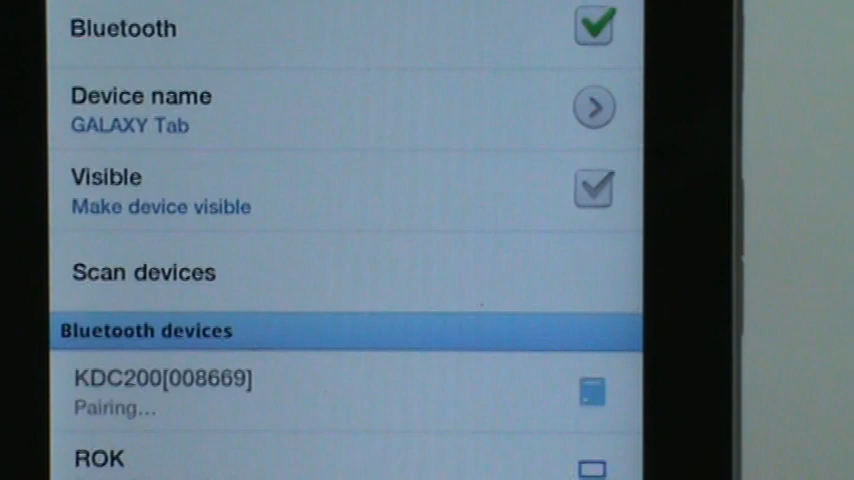 Bluetooth
Device name
GALAXY Tab
Visible
Make device visible
Scan devices
Bluetooth devices
KDC200[008669]
Pairing...
ROK